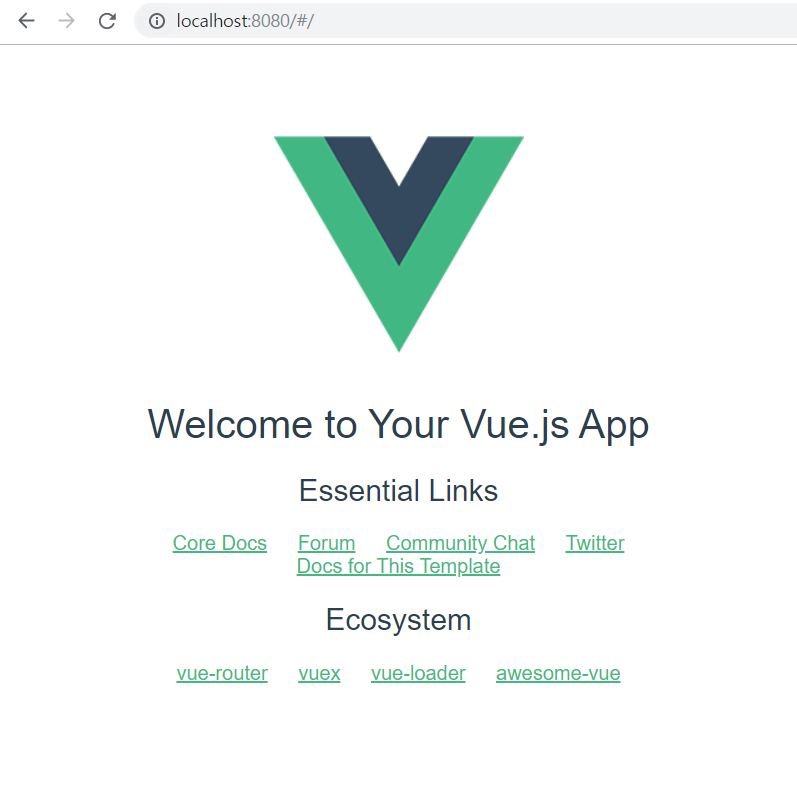 localhost:8080/#/
Welcome to Your Vue.js App
Essential Links
Core Docs Forum Community Chat Twitter
Docs for This Template
Ecosystem
vue-router vuex vue-loader awesome-vue